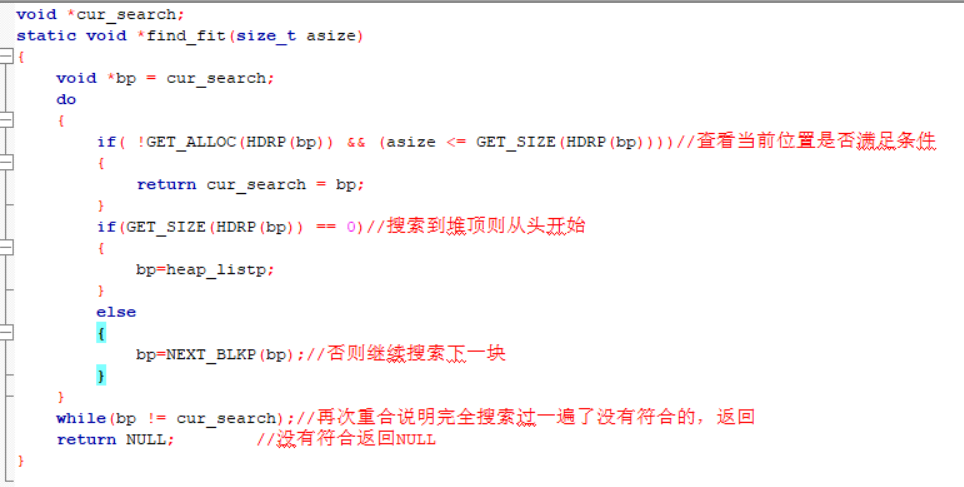 void *cur_search;
static void *find_fit(size_t asize)
{
    void *bp = cur_search;
    do
    {
        if( !GET_ALLOC(HDRP(bp)) && (asize <= GET_SIZE(HDRP(bp))))//查看当前位置是否满足条件
        {
            return cur_search = bp;
        }
        if(GET_SIZE(HDRP(bp)) == 0)//搜索到堆顶则从头开始
        {
            bp=heap_listp;
        }
        else
        {
            bp=NEXT_BLKP(bp);//否则继续搜索下一块
        }
    }
    while(bp != cur_search);//再次重合说明完全搜索过一遍了没有符合的，返回
    return NULL;        //没有符合返回NULL
}